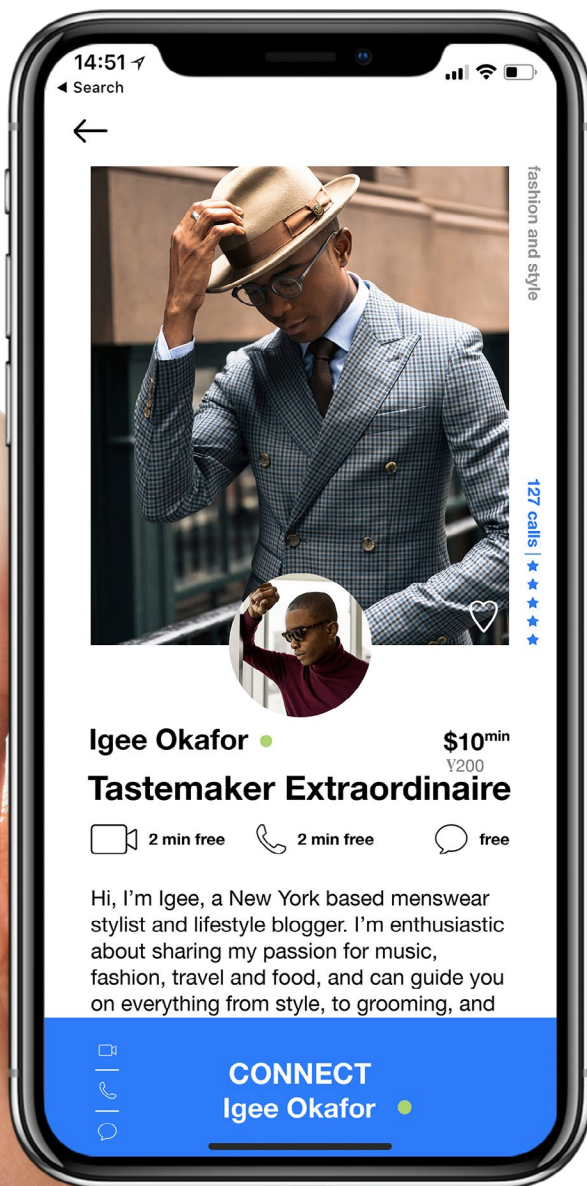 14:51
◀ Search
fashion and style
127 calls | ★ ★ ★ ★ ★
Igee Okafor
$10min
¥200
Tastemaker Extraordinaire
2 min free
2 min free
free
Hi, I'm Igee, a New York based menswear
stylist and lifestyle blogger. I'm enthusiastic
about sharing my passion for music,
fashion, travel and food, and can guide you
on everything from style, to grooming, and
CONNECT
Igee Okafor